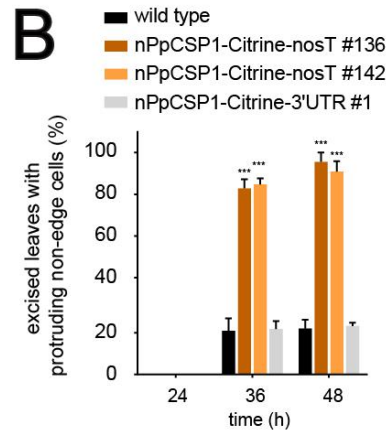 B
wild type
nPpCSP1-Citrine-nosT #136
nPpCSP1-Citrine-nosT #142
nPpCSP1-Citrine-3'UTR #1
excised leaves with
protruding non-edge cells (%)
100
80
60
40
20
0
***
***
***
***
24
36
48
time (h)